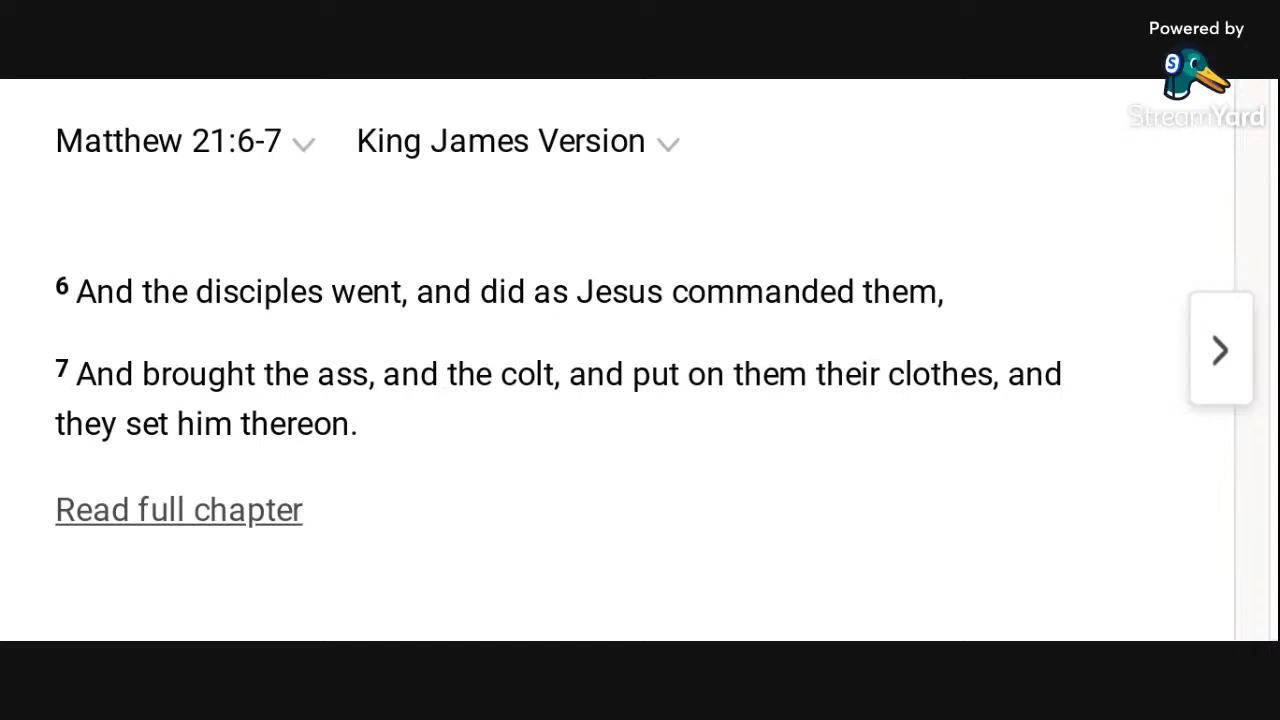 Powered by
StreamYard
Matthew 21:6-7 King James Version
6 And the disciples went, and did as Jesus commanded them,
7 And brought the ass, and the colt, and put on them their clothes, and
they set him thereon.
Read full chapter